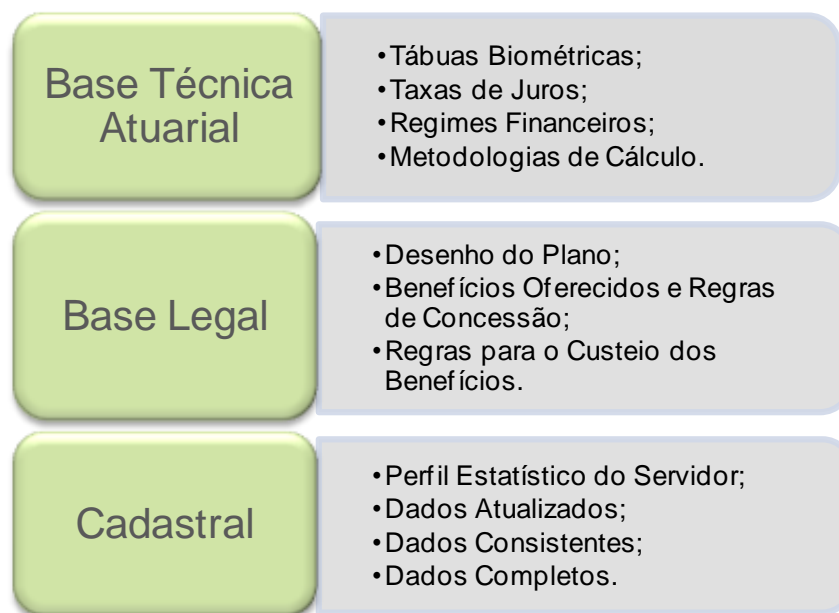 Base Técnica
Atuarial
•Tábuas Biométricas;
•Taxas de Juros;
•Regimes Financeiros;
•Metodologias de Cálculo.
Base Legal
•Desenho do Plano;
•Benefícios Oferecidos e Regras
de Concessão;
•Regras para o Custeio dos
Benefícios.
Cadastral
•Perfil Estatístico do Servidor;
•Dados Atualizados;
•Dados Consistentes;
•Dados Completos.